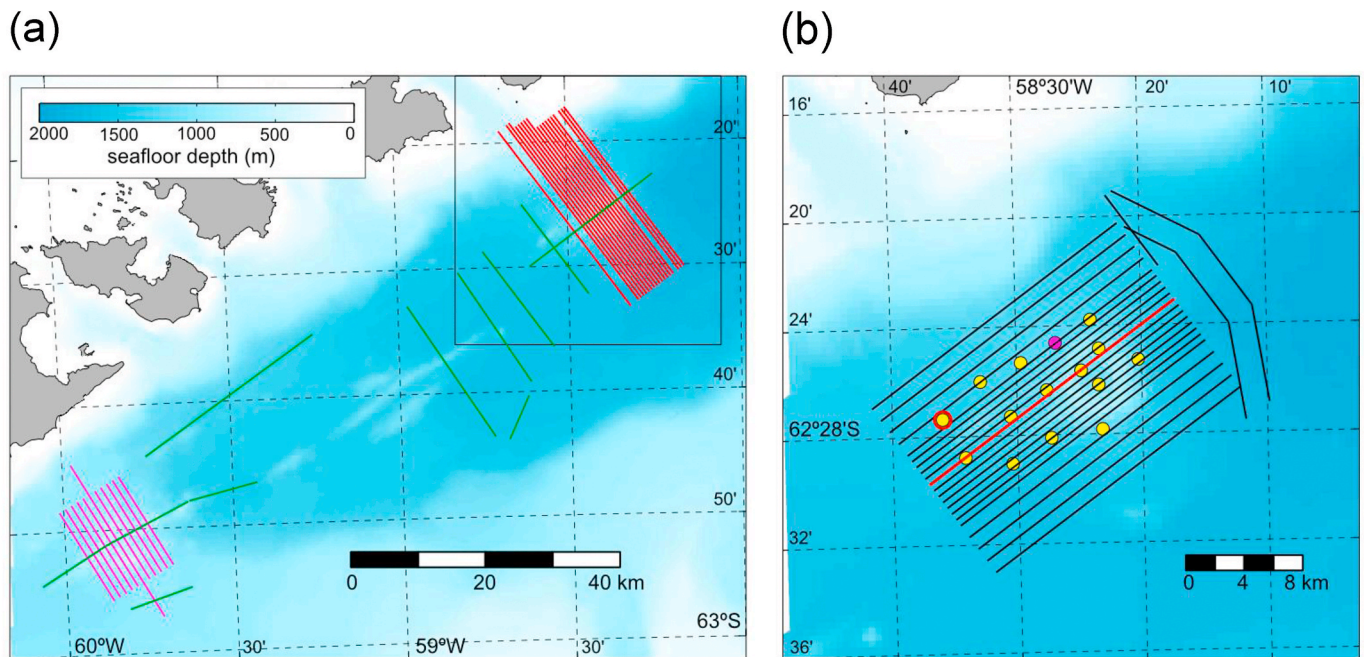 (a)
(b)
2000 1500 1000 500 0
seafloor depth (m)
20'
30'
40'
50'
63°S
0 20 40 km
60°W 30' 59°W 30'
40' 58°30'W 20' 10'
16'
20'
24'
62°28'S
32'
36'
0 4 8 km